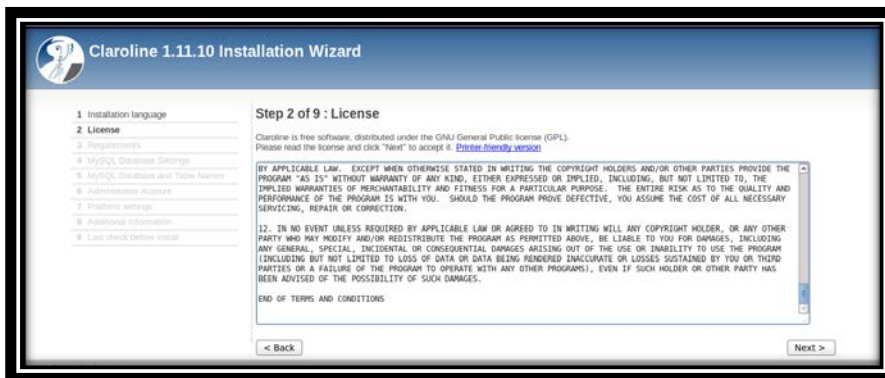 Claroline 1.11.10 Installation Wizard
1 Installation language
2 License
3 Requirements
4 MySQL Database Settings
5 MySQL Database and Table Names
6 Administrator Account
7 Platform settings
8 Additional Information
9 Last check before install
Step 2 of 9 : License
Claroline is free software, distributed under the GNU General Public license (GPL).
Please read the license and click "Next" to accept it. Printer-friendly version
BY APPLICABLE LAW. EXCEPT WHEN OTHERWISE STATED IN WRITING THE COPYRIGHT HOLDERS AND/OR OTHER PARTIES PROVIDE THE
PROGRAM "AS IS" WITHOUT WARRANTY OF ANY KIND, EITHER EXPRESSED OR IMPLIED, INCLUDING, BUT NOT LIMITED TO, THE
IMPLIED WARRANTIES OF MERCHANTABILITY AND FITNESS FOR A PARTICULAR PURPOSE. THE ENTIRE RISK AS TO THE QUALITY AND
PERFORMANCE OF THE PROGRAM IS WITH YOU. SHOULD THE PROGRAM PROVE DEFECTIVE, YOU ASSUME THE COST OF ALL NECESSARY
SERVICING, REPAIR OR CORRECTION.
12. IN NO EVENT UNLESS REQUIRED BY APPLICABLE LAW OR AGREED TO IN WRITING WILL ANY COPYRIGHT HOLDER, OR ANY OTHER
PARTY WHO MAY MODIFY AND/OR REDISTRIBUTE THE PROGRAM AS PERMITTED ABOVE, BE LIABLE TO YOU FOR DAMAGES, INCLUDING
ANY GENERAL, SPECIAL, INCIDENTAL OR CONSEQUENTIAL DAMAGES ARISING OUT OF THE USE OR INABILITY TO USE THE PROGRAM
(INCLUDING BUT NOT LIMITED TO LOSS OF DATA OR DATA BEING RENDERED INACCURATE OR LOSSES SUSTAINED BY YOU OR THIRD
PARTIES OR A FAILURE OF THE PROGRAM TO OPERATE WITH ANY OTHER PROGRAMS), EVEN IF SUCH HOLDER OR OTHER PARTY HAS
BEEN ADVISED OF THE POSSIBILITY OF SUCH DAMAGES.
END OF TERMS AND CONDITIONS
< Back
Next >